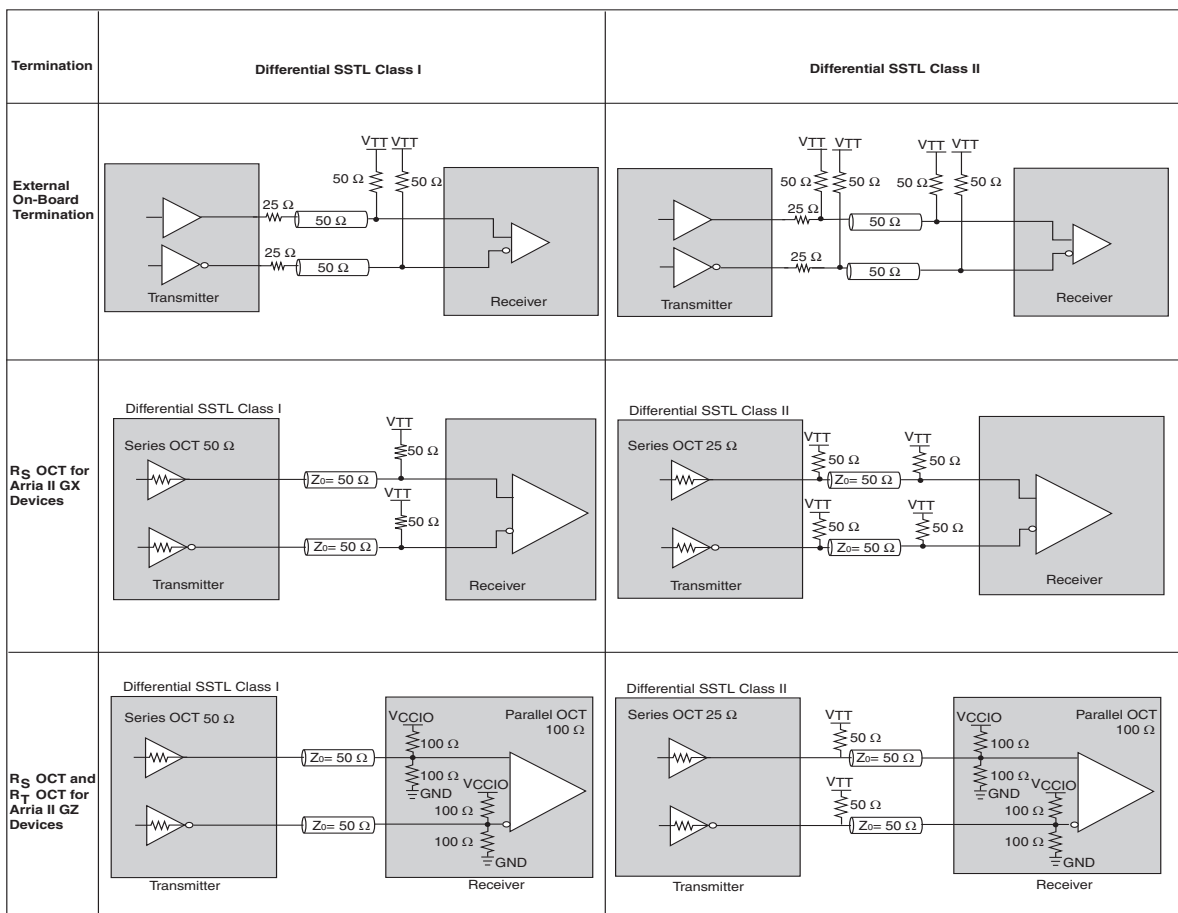 Termination
Differential SSTL Class I
Differential SSTL Class II
External
On-Board
Termination
VTT VTT
50 Ω 50 Ω
25 Ω
50 Ω
25 Ω
50 Ω
Transmitter
Receiver
VTT VTT
VTT VTT
50 Ω 50 Ω
50 Ω 50 Ω
25 Ω
50 Ω
25 Ω
50 Ω
Transmitter
Receiver
RS OCT for
Arria II GX
Devices
Differential SSTL Class I
Series OCT 50 Ω
VTT
50 Ω
Z0= 50 Ω
VTT
50 Ω
Z0= 50 Ω
Transmitter
Receiver
Differential SSTL Class II
Series OCT 25 Ω
VTT
50 Ω
VTT
50 Ω
Z0= 50 Ω
VTT
50 Ω
VTT
50 Ω
Z0= 50 Ω
Transmitter
Receiver
RS OCT and
RT OCT for
Arria II GZ
Devices
Differential SSTL Class I
Series OCT 50 Ω
Z0= 50 Ω
Z0= 50 Ω
VCCIO
Parallel OCT
100 Ω
100 Ω
100 Ω
GND
VCCIO
100 Ω
100 Ω
GND
Transmitter
Receiver
Differential SSTL Class II
Series OCT 25 Ω
VTT
50 Ω
Z0= 50 Ω
VTT
50 Ω
Z0= 50 Ω
VCCIO
Parallel OCT
100 Ω
100 Ω
100 Ω
GND
VCCIO
100 Ω
100 Ω
GND
Transmitter
Receiver